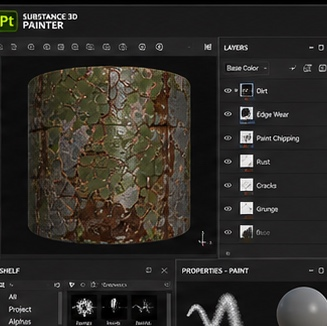 Pt
SUBSTANCE 3D
PAINTER
LAYERS
Base Color
Dirt
Edge Wear
Paint Chipping
Rust
Cracks
Grunge
Base
SHELF
PROPERTIES - PAINT
All
Project
Alphas